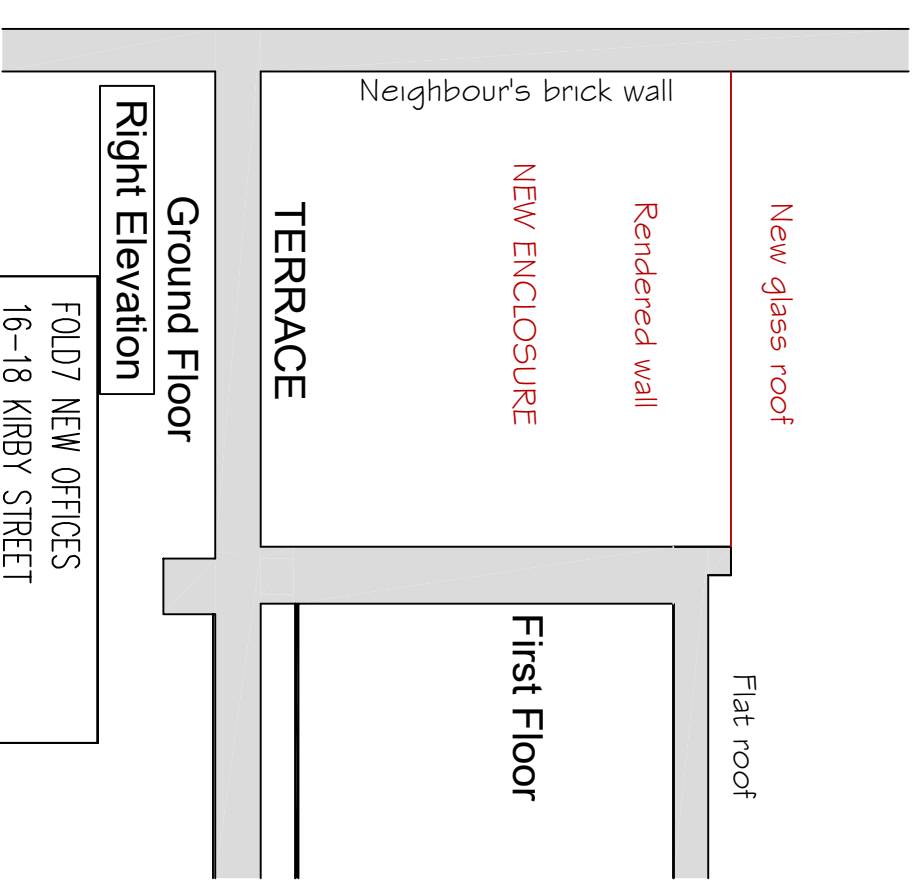 Neighbour's brick wall
New glass roof
Flat roof
Rendered wall
NEW ENCLOSURE
First Floor
TERRACE
Ground Floor
Right Elevation
FOLD7 NEW OFFICES
16-18 KIRBY STREET